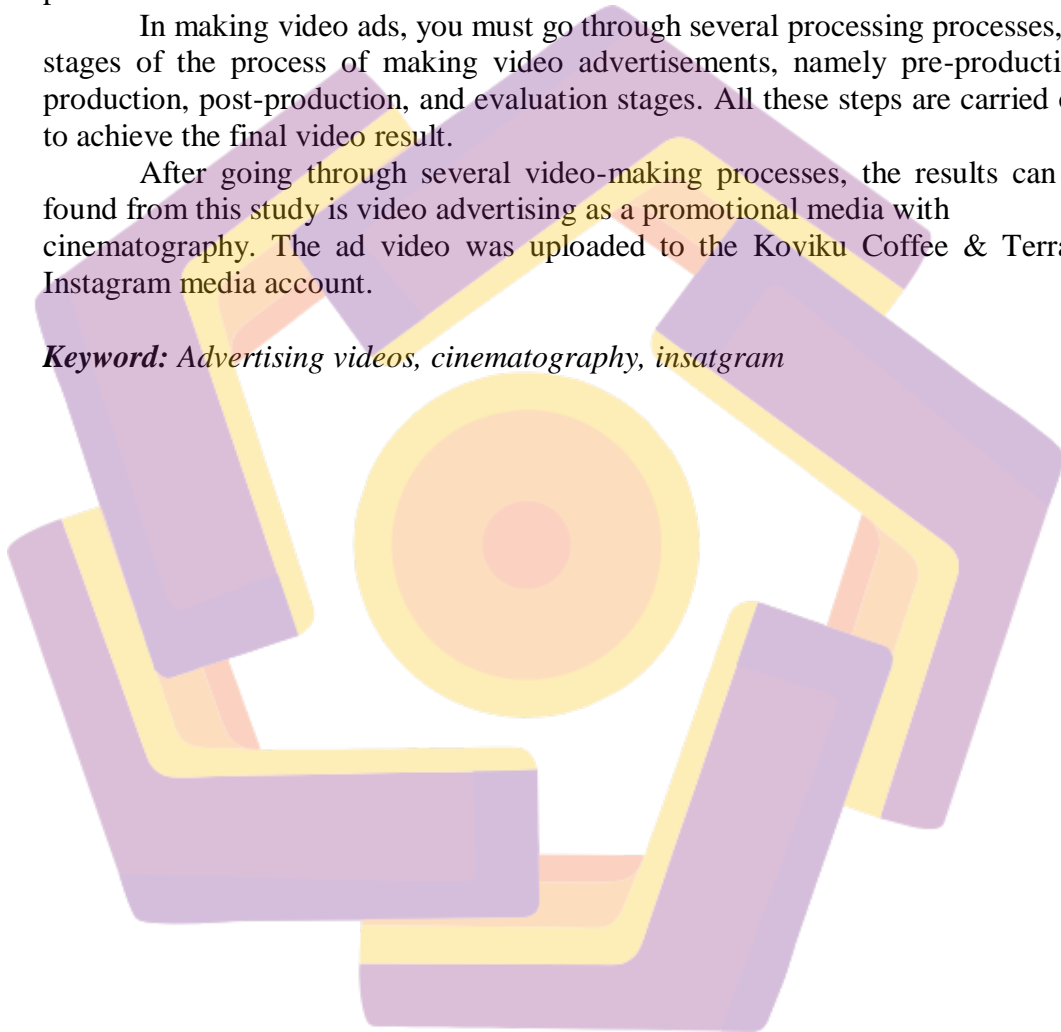 In making video ads, you must go through several processing processes,
stages of the process of making video advertisements, namely pre-producti
production, post-production, and evaluation stages. All these steps are carried
to achieve the final video result.
After going through several video-making processes, the results can
found from this study is video advertising as a promotional media with
cinematography. The ad video was uploaded to the Koviku Coffee & Terra
Instagram media account.
Keyword: Advertising videos, cinematography, insatgram